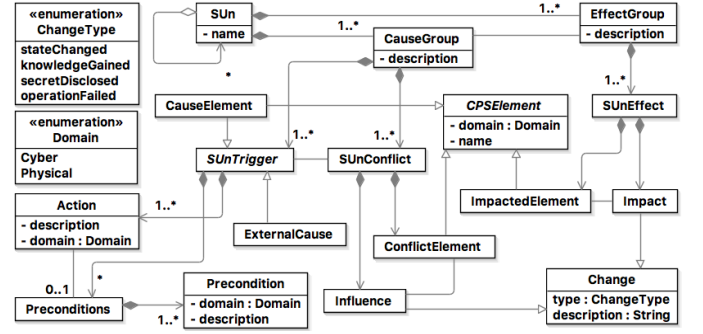 «enumeration»
ChangeType
stateChanged
knowledgeGained
secretDisclosed
operationFailed
SUn
- name
1..*
EffectGroup
- description
1..*
CauseGroup
- description
*
1..*
«enumeration»
Domain
Cyber
Physical
CauseElement
CPSElement
- domain : Domain
- name
SUnEffect
1..*
1..*
SUnTrigger
SUnConflict
Action
- description
- domain : Domain
1..*
ExternalCause
ConflictElement
ImpactedElement
Impact
0..1
*
Preconditions
1..*
Precondition
- domain : Domain
- description
Influence
Change
type : ChangeType
description : String